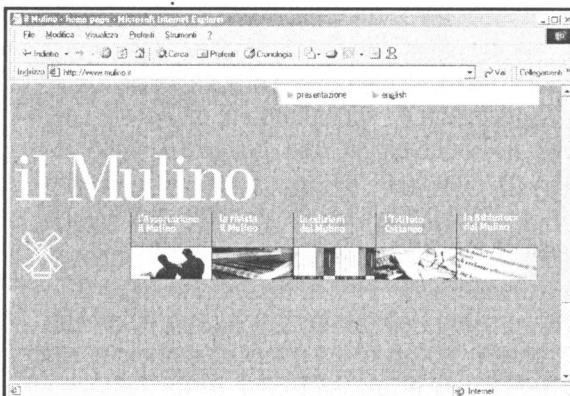 il Mulino - home page - Microsoft Internet Explorer
File Modifica Visualizza Preferiti Strumenti ?
Indietro Cerca Preferiti Cronologia
Indirizzo http://www.mulino.it Vai Collegamenti
presentazione english
il Mulino
l'Associazione il Mulino
la rivista il Mulino
le edizioni del Mulino
l'Istituto Cattaneo
la Biblioteca del Mulino
Internet